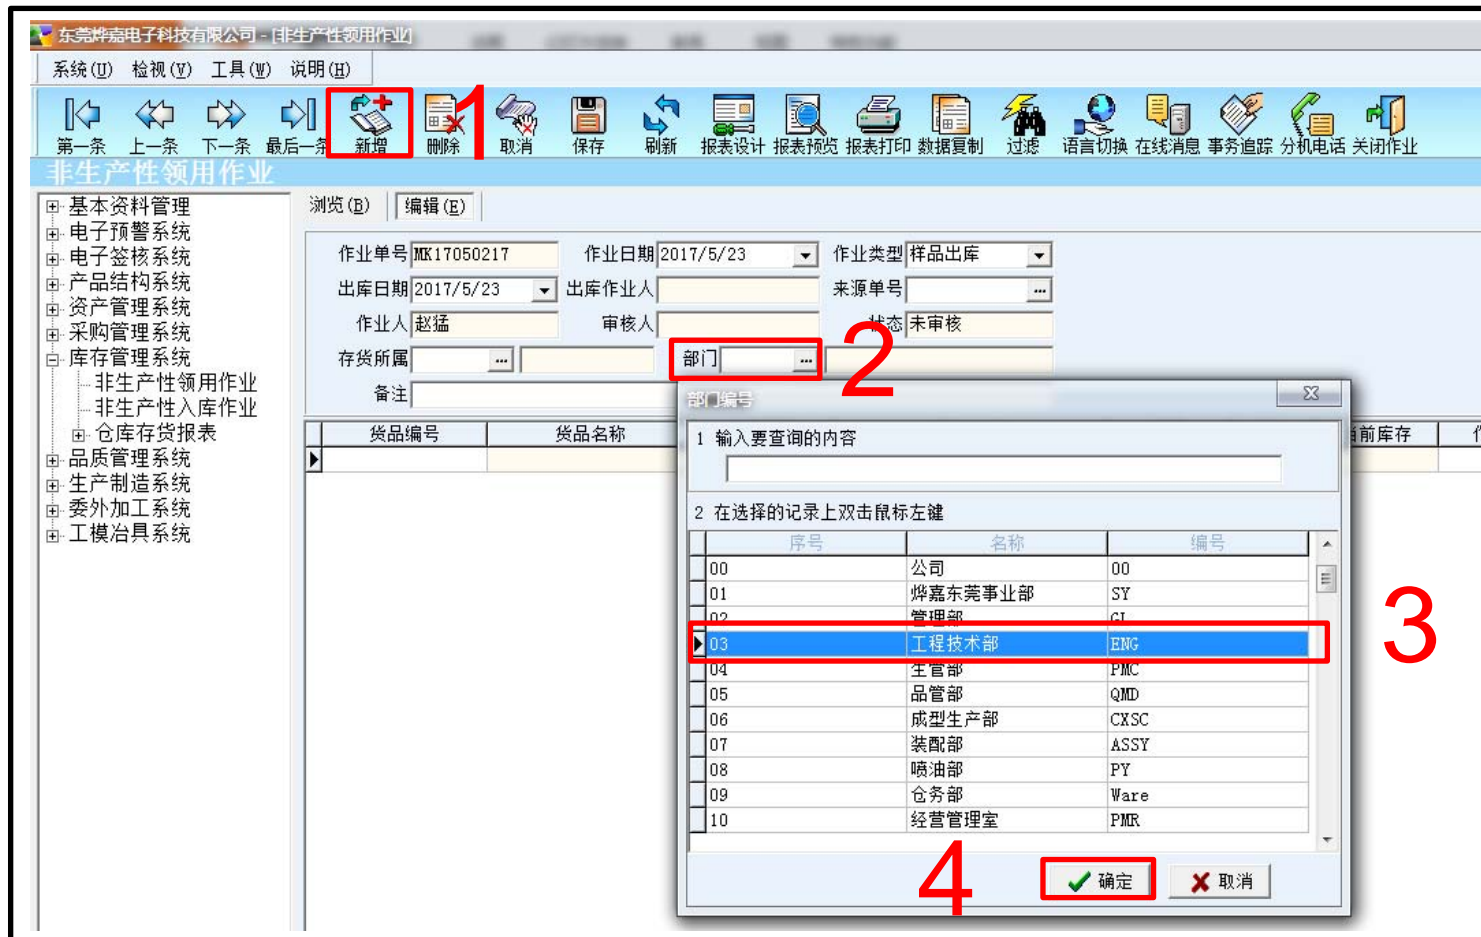 东莞烨嘉电子科技有限公司 - [非生产性领用作业]
系统(U) 检视(V) 工具(W) 说明(H)
第一条 上一条 下一条 最后一条 新增 删除 取消 保存 刷新 报表设计 报表预览 报表打印 数据复制 过滤 语言切换 在线消息 事务追踪 分机电话 关闭作业
1
非生产性领用作业
基本资料管理
电子预警系统
电子签核系统
产品结构系统
资产管理系统
采购管理系统
库存管理系统
非生产性领用作业
非生产性入库作业
仓库存货报表
品质管理系统
生产制造系统
委外加工系统
工模冶具系统
浏览(B) 编辑(E)
作业单号 MK17050217 作业日期 2017/5/23 作业类型 样品出库
出库日期 2017/5/23 出库作业人 来源单号 ...
作业人 赵猛 审核人 状态 未审核
存货所属 ... 部门 ...
2
备注
货品编号 货品名称 当前库存
部门编号
1 输入要查询的内容
2 在选择的记录上双击鼠标左键
序号 名称 编号
00 公司 00
01 烨嘉东莞事业部 SY
02 管理部 GL
03 工程技术部 ENG
3
04 生管部 PMC
05 品管部 QMD
06 成型生产部 CXSC
07 装配部 ASSY
08 喷油部 PY
09 仓务部 Ware
10 经营管理室 PMR
4
确定 取消